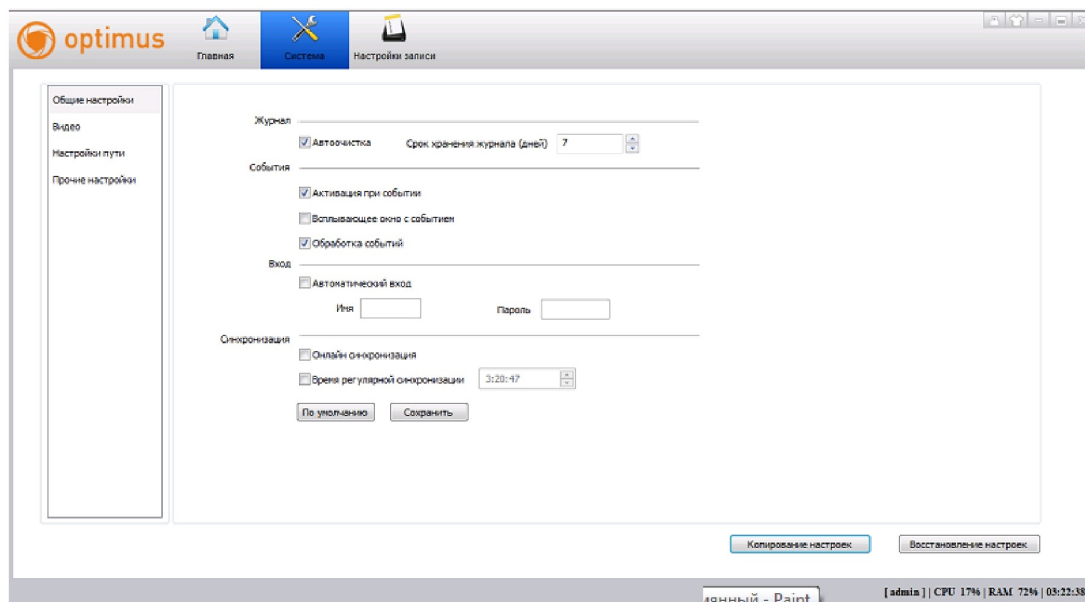 optimus
Главная
Система
Настройки записи
Общие настройки
Видео
Настройки пути
Прочие настройки
Журнал
Автоочистка Срок хранения журнала (дней) 7
События
Активация при событии
Всплывающее окно с событием
Обработка событий
Вход
Автоматический вход
Имя Пароль
Синхронизация
Онлайн синхронизация
Время регулярной синхронизации 3:20:47
По умолчанию Сохранить
Копирование настроек Восстановление настроек
- Paint
[ admin ] | CPU 17% | RAM 72% | 03:22:38